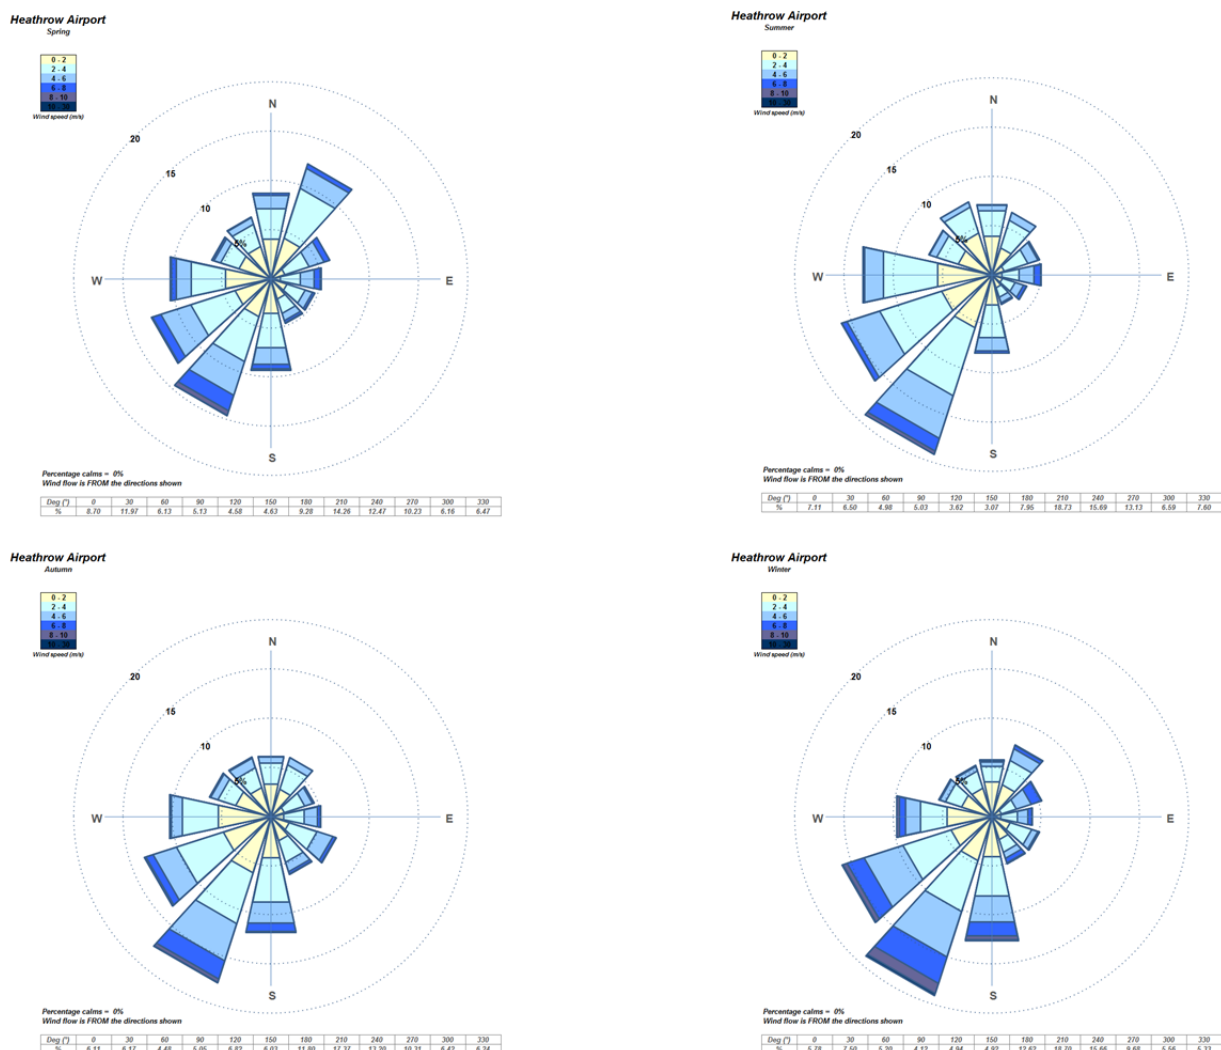 Heathrow Airport
Spring
0 - 2
2 - 4
4 - 6
6 - 8
8 - 10
10 - 30
Wind speed (m/s)
N
20
15
10
5%
W
E
S
Percentage calms = 0%
Wind flow is FROM the directions shown
Deg (°) 0 30 60 90 120 150 180 210 240 270 300 330
% 8.70 11.97 6.13 5.13 4.58 4.63 9.28 14.26 12.47 10.23 6.16 6.47
Heathrow Airport
Summer
0 - 2
2 - 4
4 - 6
6 - 8
8 - 10
10 - 30
Wind speed (m/s)
N
20
15
10
5%
W
E
S
Percentage calms = 0%
Wind flow is FROM the directions shown
Deg (°) 0 30 60 90 120 150 180 210 240 270 300 330
% 7.11 6.50 4.98 5.03 3.62 3.07 7.95 18.73 15.69 13.13 6.59 7.60
Heathrow Airport
Autumn
0 - 2
2 - 4
4 - 6
6 - 8
8 - 10
10 - 30
Wind speed (m/s)
N
20
15
10
5%
W
E
S
Percentage calms = 0%
Wind flow is FROM the directions shown
Deg (°) 0 30 60 90 120 150 180 210 240 270 300 330
Heathrow Airport
Winter
0 - 2
2 - 4
4 - 6
6 - 8
8 - 10
10 - 30
Wind speed (m/s)
N
20
15
10
5%
W
E
S
Percentage calms = 0%
Wind flow is FROM the directions shown
Deg (°) 0 30 60 90 120 150 180 210 240 270 300 330